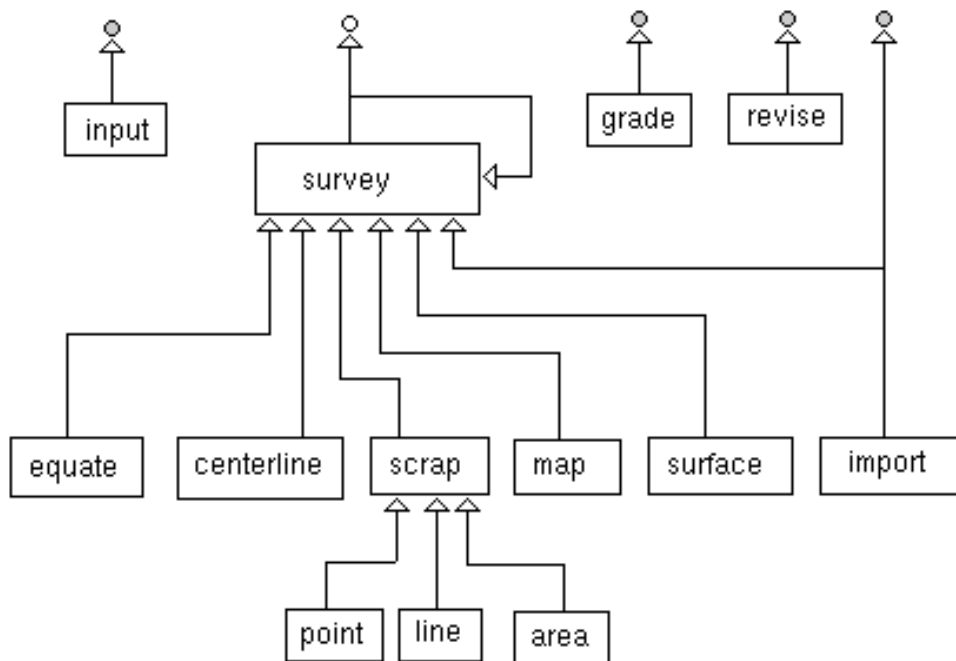 input
grade
revise
survey
equate
centerline
scrap
map
surface
import
point
line
area